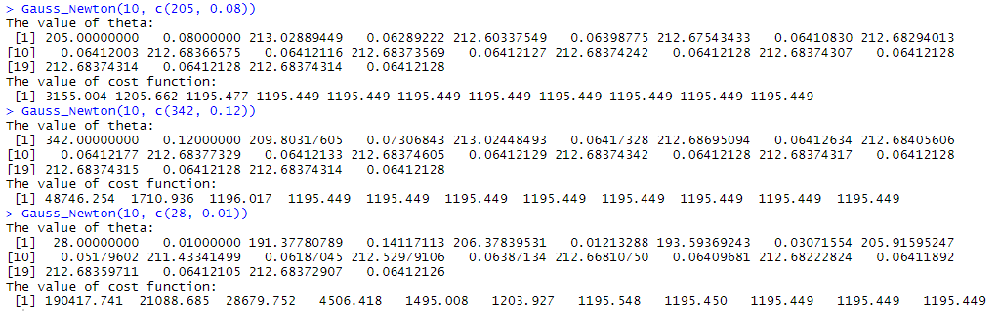 > Gauss_Newton(10, c(205, 0.08))
The value of theta:
 [1] 205.00000000   0.08000000 213.02889449   0.06289222 212.60337549   0.06398775 212.67543433   0.06410830 212.68294013
[10]   0.06412003 212.68366575   0.06412116 212.68373569   0.06412127 212.68374242   0.06412128 212.68374307   0.06412128
[19] 212.68374314   0.06412128 212.68374314   0.06412128
The value of cost function:
 [1] 3155.004 1205.662 1195.477 1195.449 1195.449 1195.449 1195.449 1195.449 1195.449 1195.449 1195.449
> Gauss_Newton(10, c(342, 0.12))
The value of theta:
 [1] 342.00000000   0.12000000 209.80317605   0.07306843 213.02448493   0.06417328 212.68695094   0.06412634 212.68405606
[10]   0.06412177 212.68377329   0.06412133 212.68374605   0.06412129 212.68374342   0.06412128 212.68374317   0.06412128
[19] 212.68374315   0.06412128 212.68374314   0.06412128
The value of cost function:
 [1] 48746.254  1710.936  1196.017  1195.449  1195.449  1195.449  1195.449  1195.449  1195.449  1195.449  1195.449
> Gauss_Newton(10, c(28, 0.01))
The value of theta:
 [1]  28.00000000   0.01000000 191.37780789   0.14117113 206.37839531   0.01213288 193.59369243   0.03071554 205.91595247
[10]   0.05179602 211.43341499   0.06187045 212.52979106   0.06387134 212.66810750   0.06409681 212.68222824   0.06411892
[19] 212.68359711   0.06412105 212.68372907   0.06412126
The value of cost function:
 [1] 190417.741  21088.685  28679.752   4506.418   1495.008   1203.927   1195.548   1195.450   1195.449   1195.449   1195.449